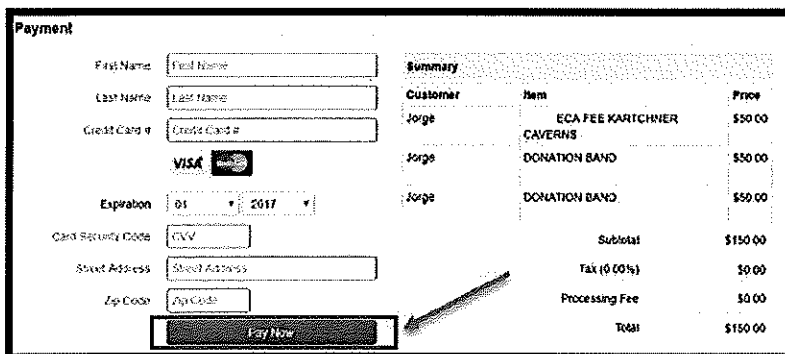 Payment
First Name First Name
Last Name Last Name
Credit Card # Credit Card #
VISA
Expiration 01 2017
Card Security Code CVV
Street Address Street Address
Zip Code Zip Code
Pay Now
Summary
Customer Item Price
Jorge ECA FEE KARTCHNER CAVERNS $50.00
Jorge DONATION BAND $50.00
Jorge DONATION BAND $50.00
Subtotal $150.00
Tax (0.00%) $0.00
Processing Fee $0.00
Total $150.00